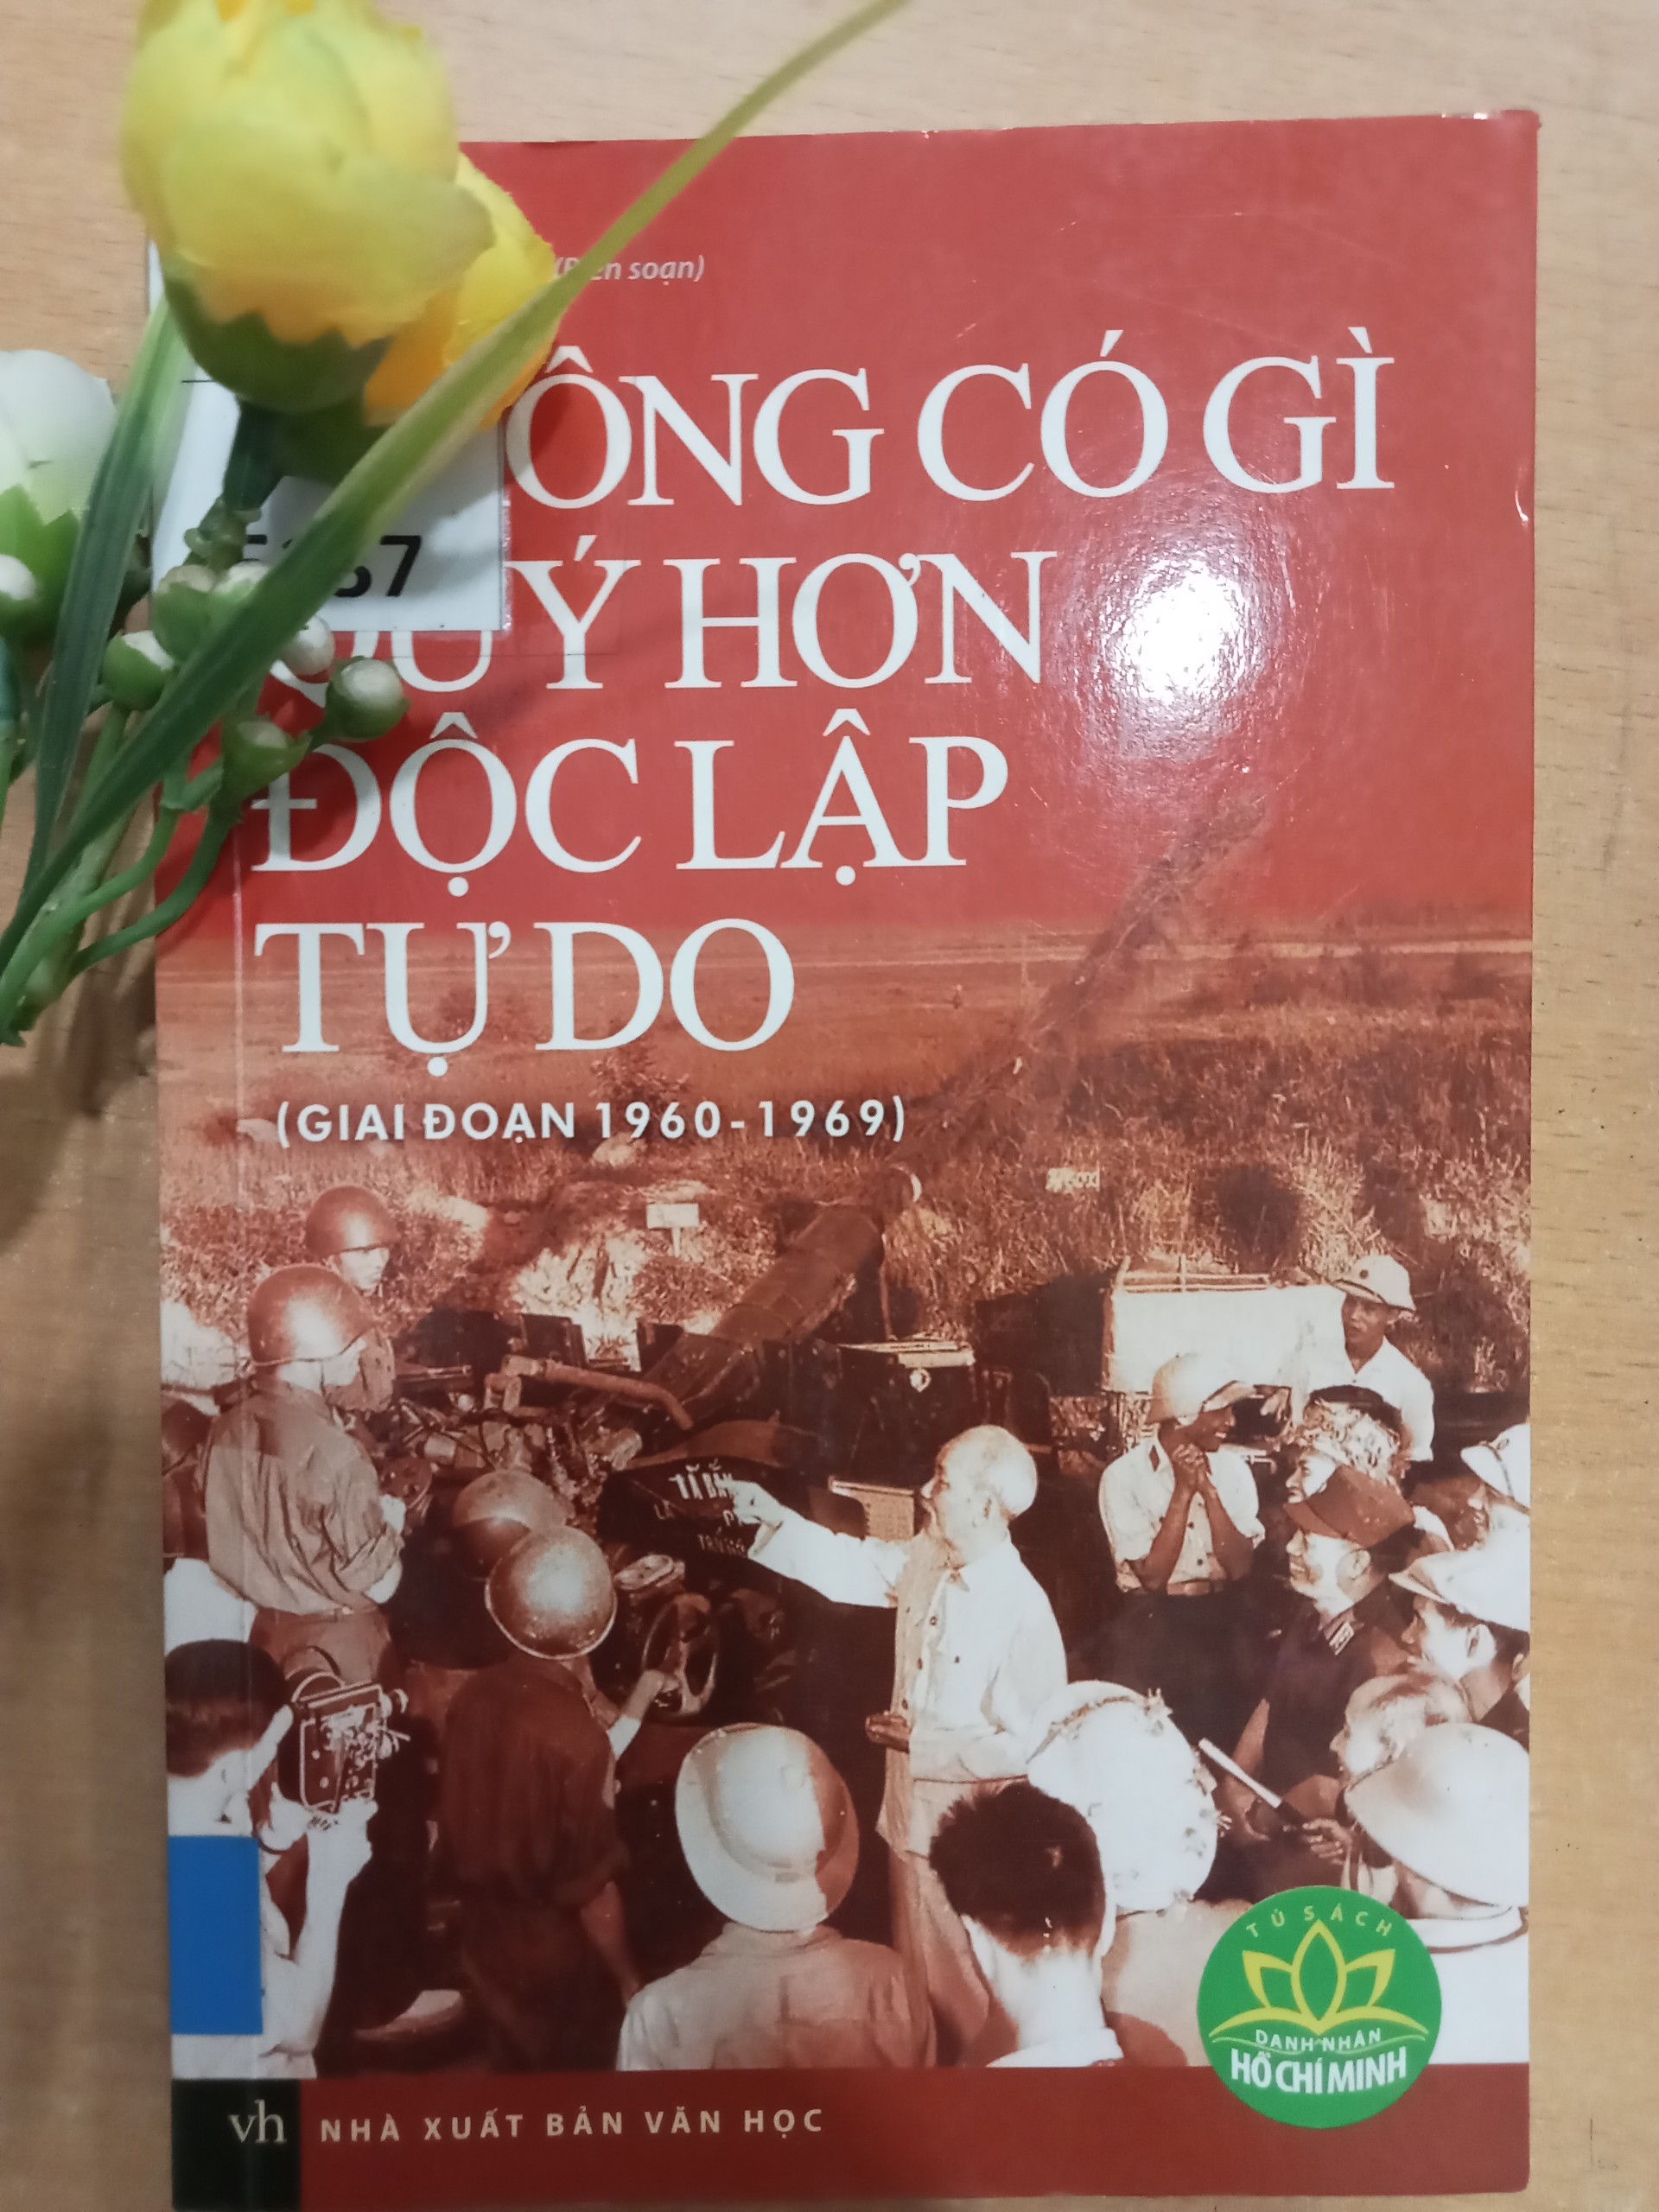 (Biên soạn)
ÔNG CÓ GÌ
QUÝ HƠN
ĐỘC LẬP
TỰ DO
(GIAI ĐOẠN 1960-1969)
TỦ SÁCH
DANH NHÂN
HỒ CHÍ MINH
vh NHÀ XUẤT BẢN VĂN HỌC